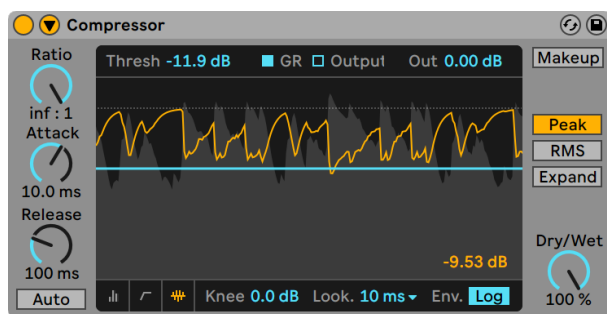 Compressor
Ratio
inf : 1
Attack
10.0 ms
Release
100 ms
Auto
Thresh -11.9 dB GR Output Out 0.00 dB
-9.53 dB
Knee 0.0 dB Look. 10 ms Env. Log
Makeup
Peak
RMS
Expand
Dry/Wet
100 %